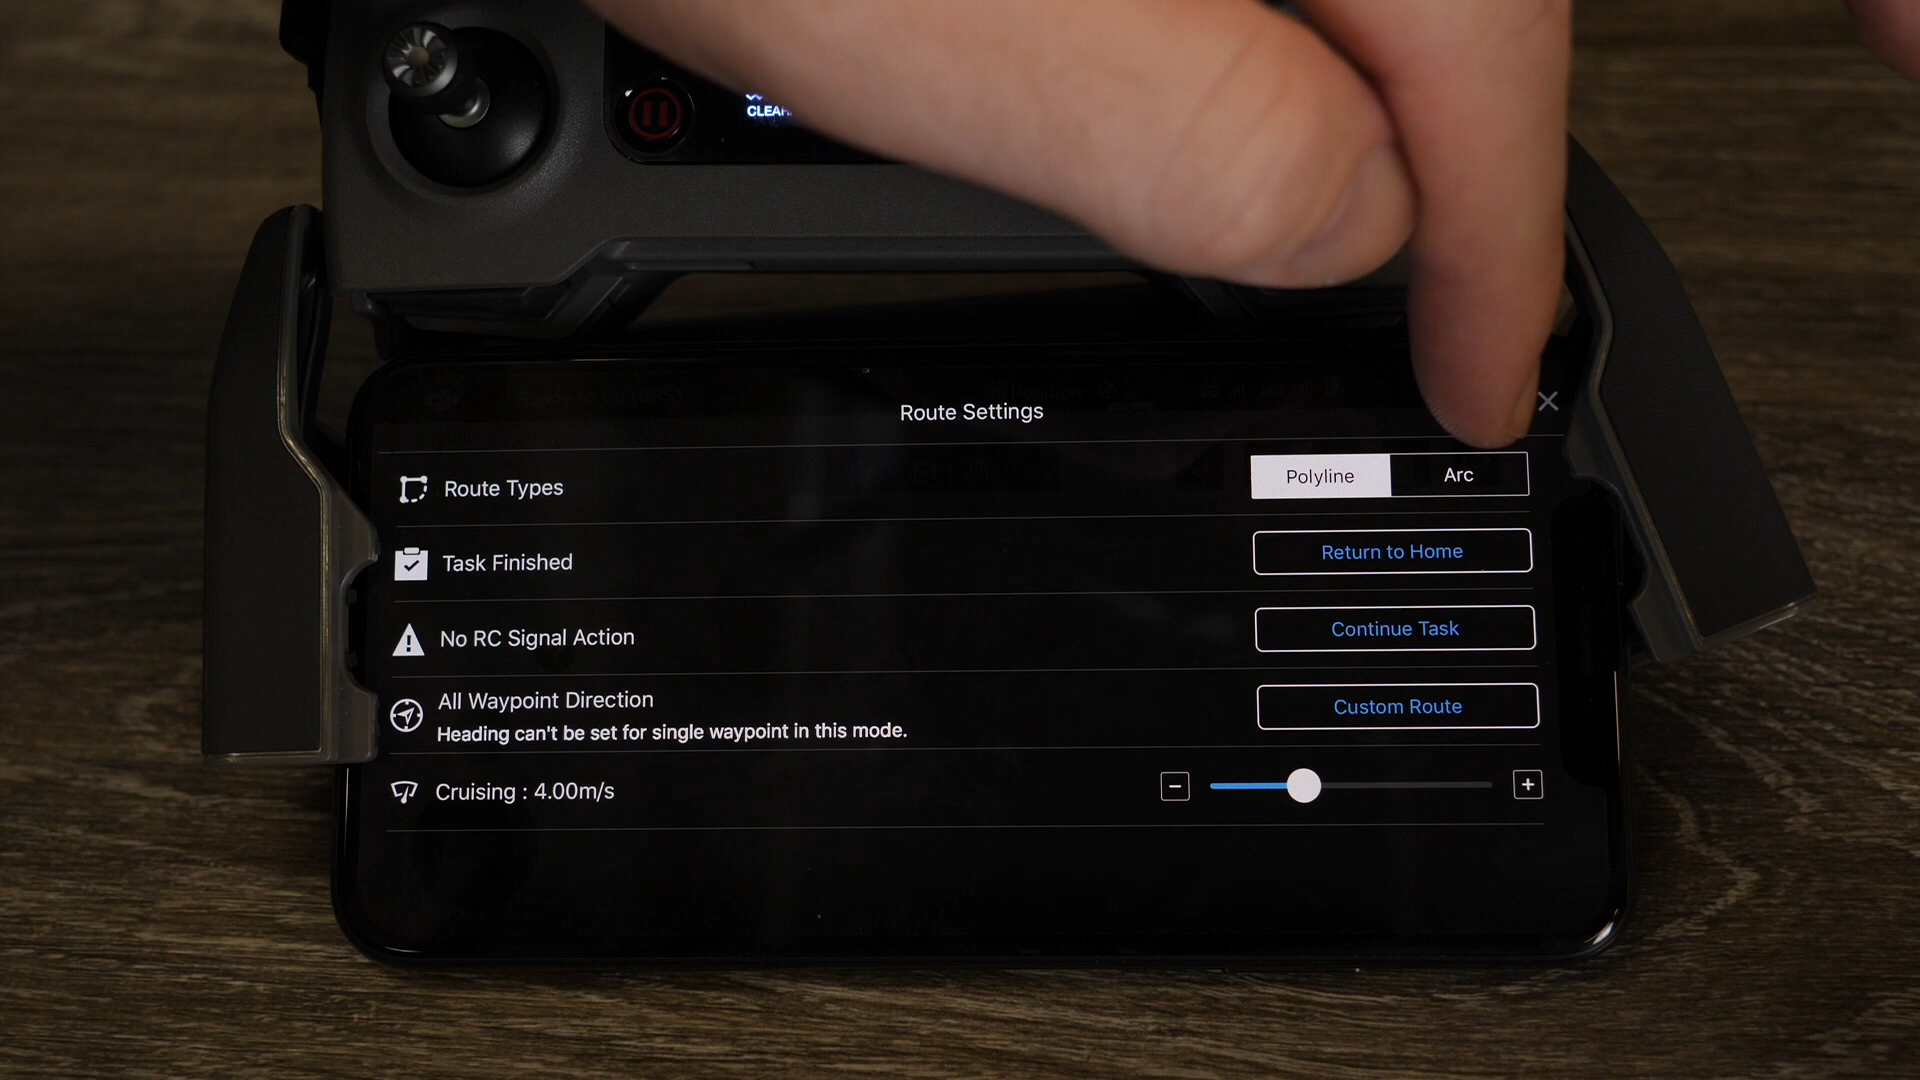 Route Settings
Route Types
Polyline
Arc
Task Finished
Return to Home
No RC Signal Action
Continue Task
All Waypoint Direction
Heading can't be set for single waypoint in this mode.
Custom Route
Cruising : 4.00m/s